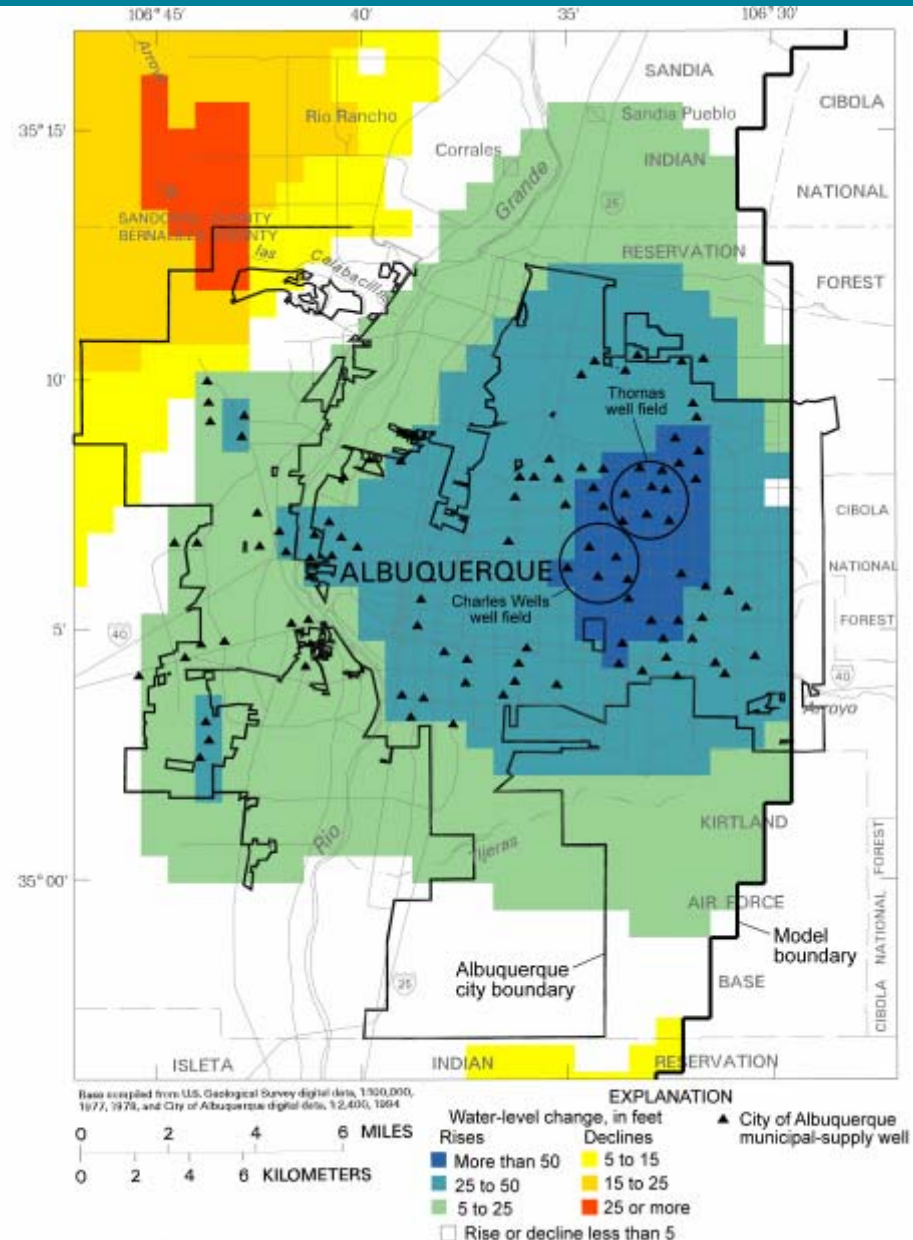 106° 45' 40' 35' 106° 30'
Arroyo
SANDIA
CIBOLA
35° 15'
Rio Rancho
Sandia Pueblo
Corrales
INDIAN
Grande
NATIONAL
25
SANDOVAL COUNTY
BERNALILLO COUNTY
las
Calabacillas
RESERVATION
FOREST
10'
Thomas
well field
CIBOLA
NATIONAL
ALBUQUERQUE
Charles Wells
well field
FOREST
5'
40
40
Arroyo
KIRTLAND
Rio
Tijeras
35° 00'
AIR FORCE
Model
boundary
Albuquerque
city boundary
25
BASE
CIBOLA NATIONAL FOREST
ISLETA INDIAN RESERVATION
Base compiled from U.S. Geological Survey digital data, 1:100,000,
1977, 1978, and City of Albuquerque digital data, 1:2,400, 1994
0 2 4 6 MILES
0 2 4 6 KILOMETERS
EXPLANATION
Water-level change, in feet
Rises Declines
More than 50 5 to 15
25 to 50 15 to 25
5 to 25 25 or more
Rise or decline less than 5
City of Albuquerque
municipal-supply well